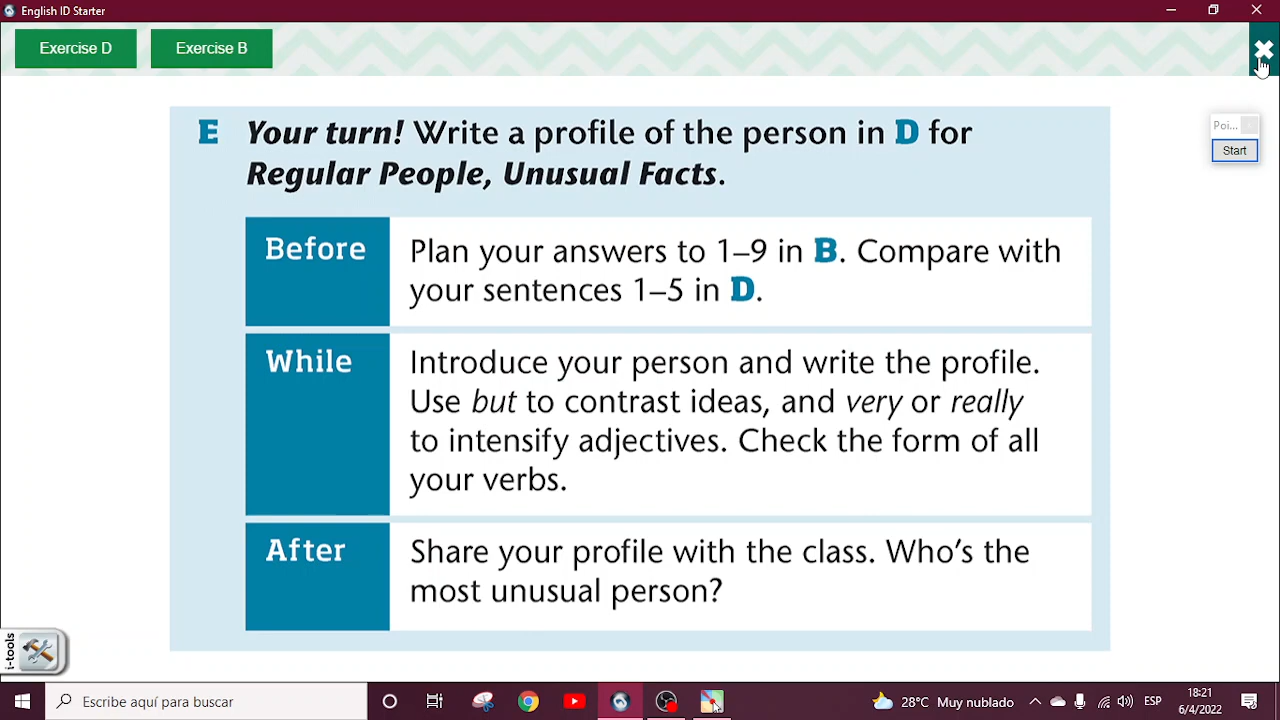 English ID Starter
Exercise D
Exercise B
Poi...
Start
E Your turn! Write a profile of the person in D for
Regular People, Unusual Facts.
Before
Plan your answers to 1–9 in B. Compare with
your sentences 1–5 in D.
While
Introduce your person and write the profile.
Use but to contrast ideas, and very or really
to intensify adjectives. Check the form of all
your verbs.
After
Share your profile with the class. Who's the
most unusual person?
i-tools
Escribe aquí para buscar
28°C Muy nublado
ESP
18:21
6/4/2022